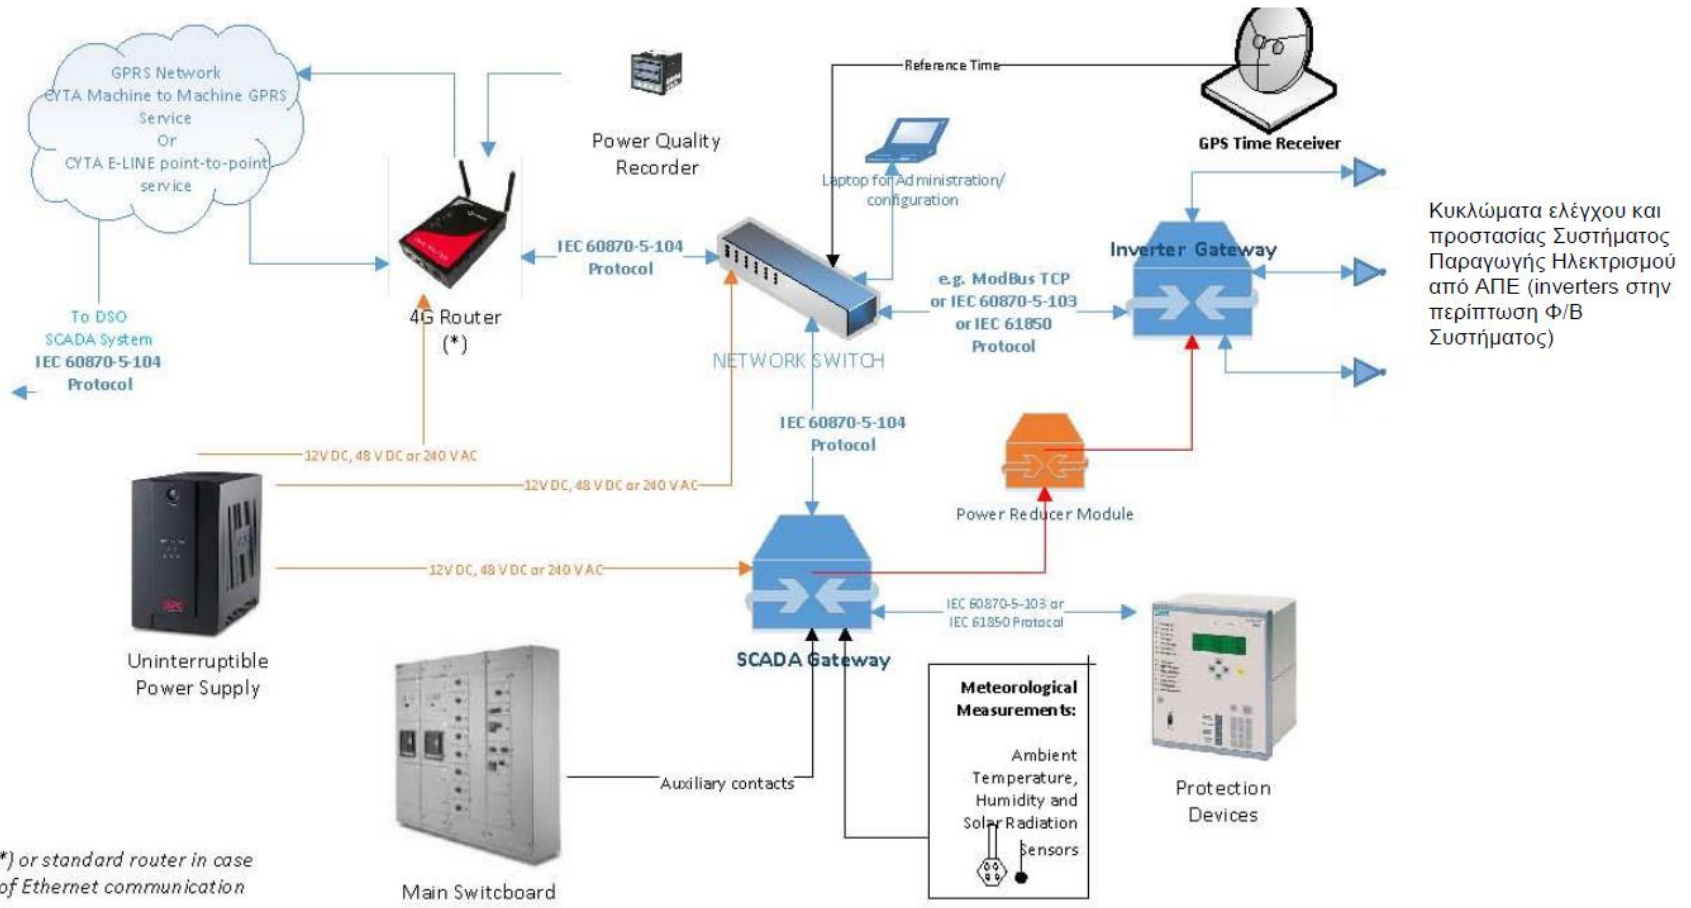 GPRS Network
CYTA Machine to Machine GPRS
Service
Or
CYTA E-LINE point-to-point
service
To DSO
SCADA System
IEC 60870-5-104
Protocol
Power Quality
Recorder
Reference Time
GPS Time Receiver
Laptop for Administration/
configuration
IEC 60870-5-104
Protocol
4G Router
(*)
NETWORK SWITCH
e.g. ModBus TCP
or IEC 60870-5-103
or IEC 61850
Protocol
Inverter Gateway
Κυκλώματα ελέγχου και
προστασίας Συστήματος
Παραγωγής Ηλεκτρισμού
από ΑΠΕ (inverters στην
περίπτωση Φ/Β
Συστήματος)
IEC 60870-5-104
Protocol
12V DC, 48 V DC or 240 V AC
12V DC, 48 V DC or 240 V AC
12V DC, 48 V DC or 240 V AC
Power Reducer Module
APC
Uninterruptible
Power Supply
SCADA Gateway
IEC 60870-5-103 or
IEC 61850 Protocol
Meteorological
Measurements:
Ambient
Temperature,
Humidity and
Solar Radiation
Sensors
Protection
Devices
Auxiliary contacts
Main Switcboard
*) or standard router in case
of Ethernet communication